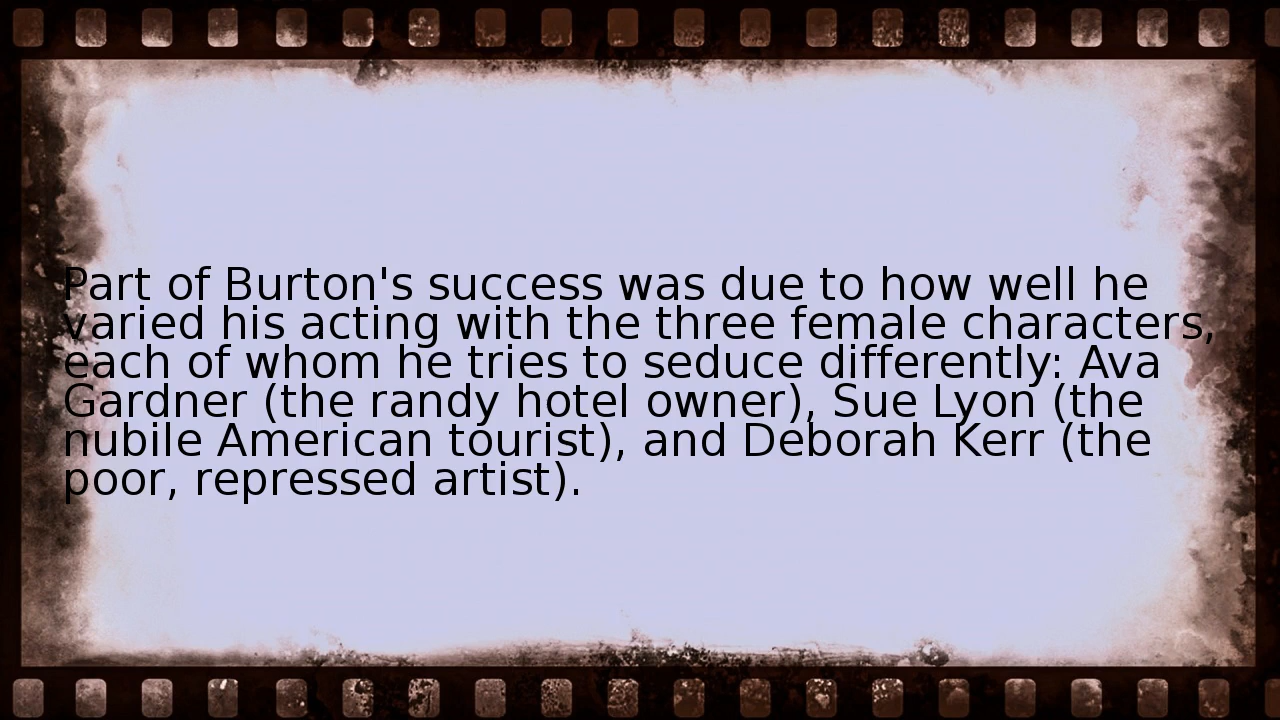 Part of Burton's success was due to how well he
varied his acting with the three female characters,
each of whom he tries to seduce differently: Ava
Gardner (the randy hotel owner), Sue Lyon (the
nubile American tourist), and Deborah Kerr (the
poor, repressed artist).